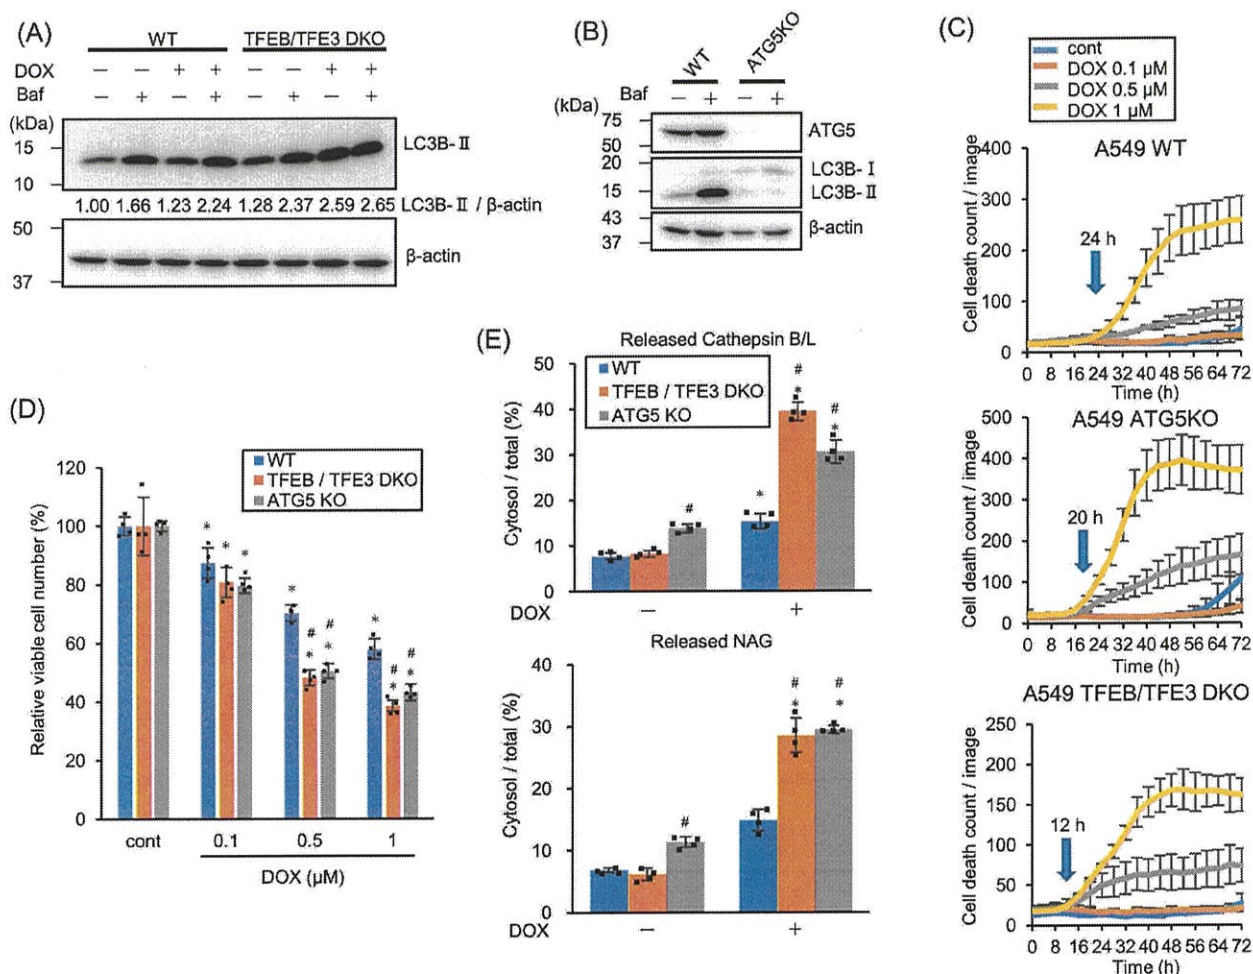 (A)
WT TFEB/TFE3 DKO
DOX — — + + — — + +
Baf — + — + — + — +
(kDa)
15
10
LC3B-Ⅱ
1.00 1.66 1.23 2.24 1.28 2.37 2.59 2.65 LC3B-Ⅱ / β-actin
50
37
β-actin
(B)
WT ATG5KO
Baf — + — +
(kDa)
75
50
ATG5
20
15
LC3B-Ⅰ
LC3B-Ⅱ
43
37
β-actin
(C)
cont
DOX 0.1 μM
DOX 0.5 μM
DOX 1 μM
A549 WT
Cell death count / image
400
300
200
100
0
24 h
0 8 16 24 32 40 48 56 64 72
Time (h)
A549 ATG5KO
Cell death count / image
500
400
300
200
100
0
20 h
0 8 16 24 32 40 48 56 64 72
Time (h)
A549 TFEB/TFE3 DKO
Cell death count / image
250
200
150
100
50
0
12 h
0 8 16 24 32 40 48 56 64 72
Time (h)
(D)
WT
TFEB / TFE3 DKO
ATG5 KO
Relative viable cell number (%)
120
100
80
60
40
20
0
* * *
* # * # *
* # * # *
cont 0.1 0.5 1
DOX (μM)
(E)
Released Cathepsin B/L
WT
TFEB / TFE3 DKO
ATG5 KO
Cytosol / total (%)
50
40
30
20
10
0
# * # * # *
DOX — +
Released NAG
Cytosol / total (%)
40
30
20
10
0
# # * # *
DOX — +